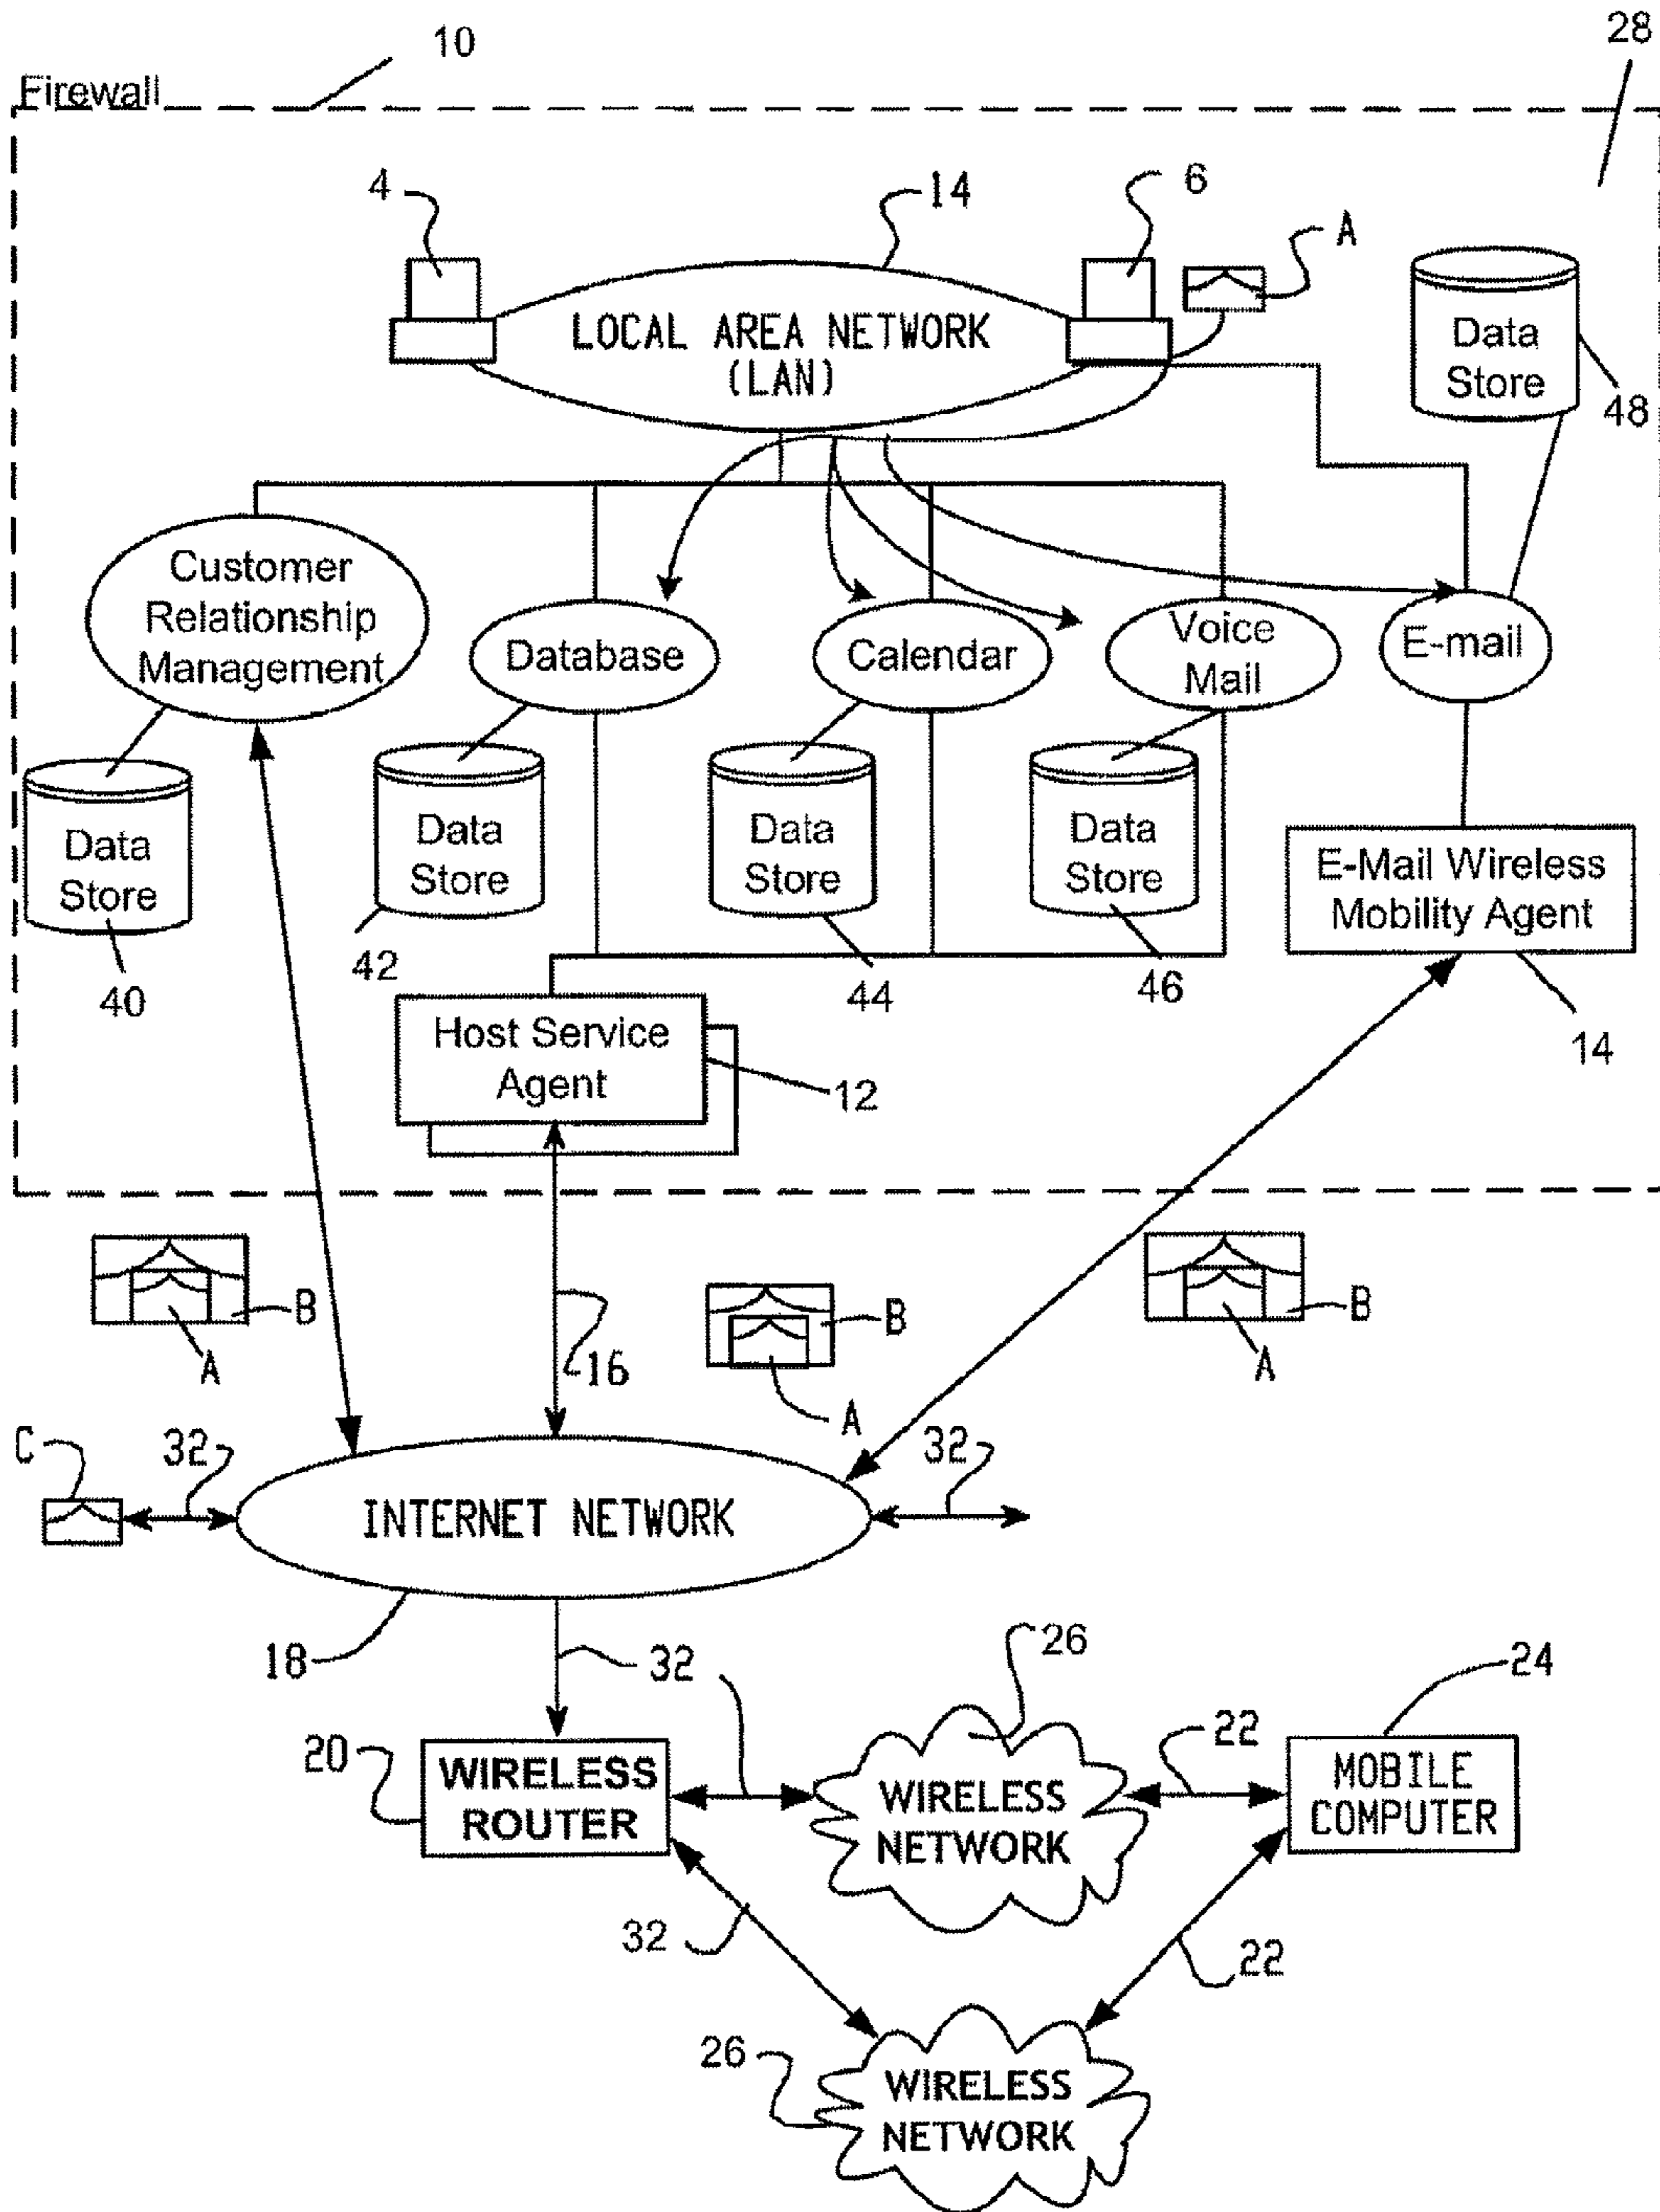 10
28
Firewall
4
14
6
A
LOCAL AREA NETWORK
(LAN)
Data
Store
48
Customer
Relationship
Management
Database
Calendar
Voice
Mail
E-mail
Data
Store
40
Data
Store
42
Data
Store
44
Data
Store
46
E-Mail Wireless
Mobility Agent
14
Host Service
Agent
12
B
A
16
B
A
B
A
C
32
32
INTERNET NETWORK
18
32
26
24
20
WIRELESS
ROUTER
WIRELESS
NETWORK
22
MOBILE
COMPUTER
32
22
26
WIRELESS
NETWORK